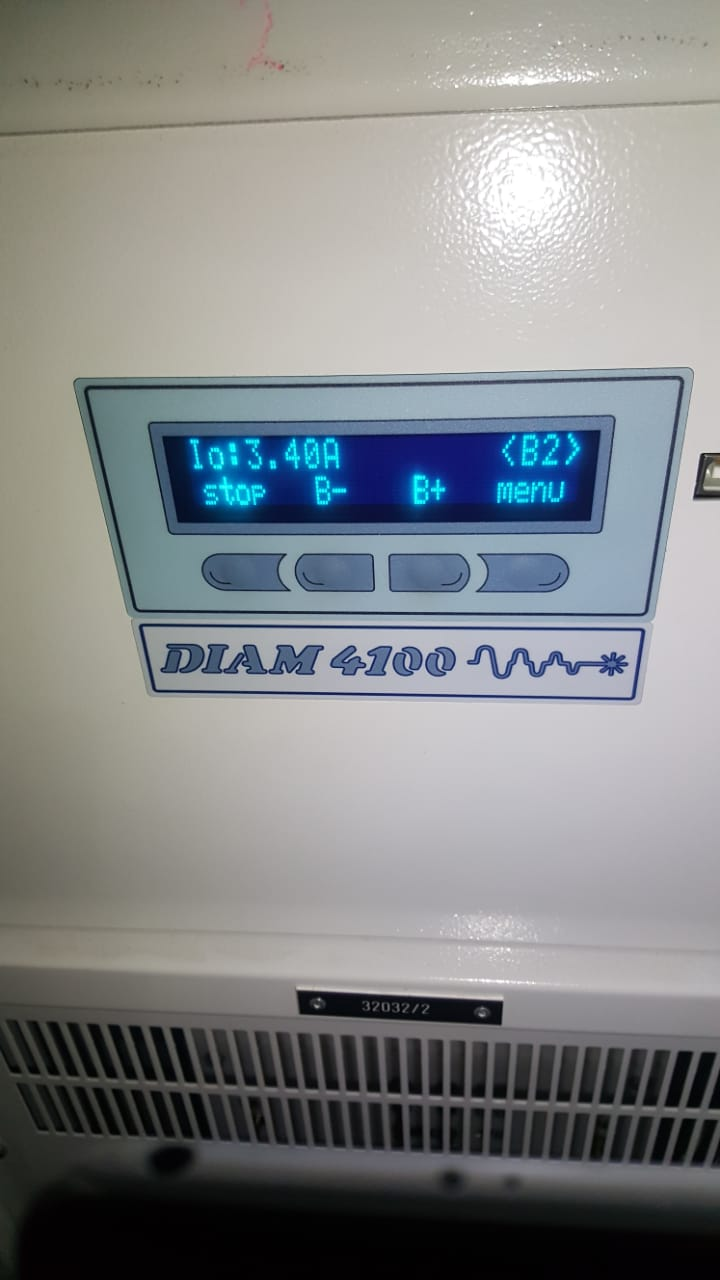 Io:3.40A <B2>
stop B- B+ menu
DIAM 4100
32032/2